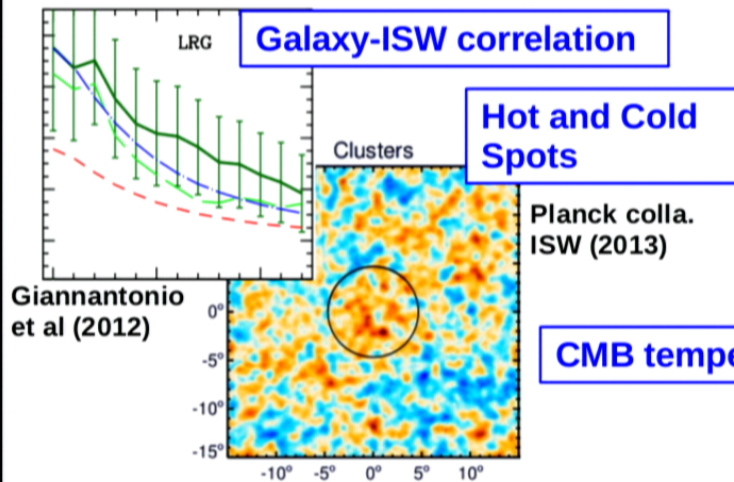 LRG
Galaxy-ISW correlation
Hot and Cold
Spots
Clusters
Planck colla.
ISW (2013)
Giannantonio
et al (2012)
CMB tempe
0°
-5°
-10°
-15°
-10° -5° 0° 5° 10°